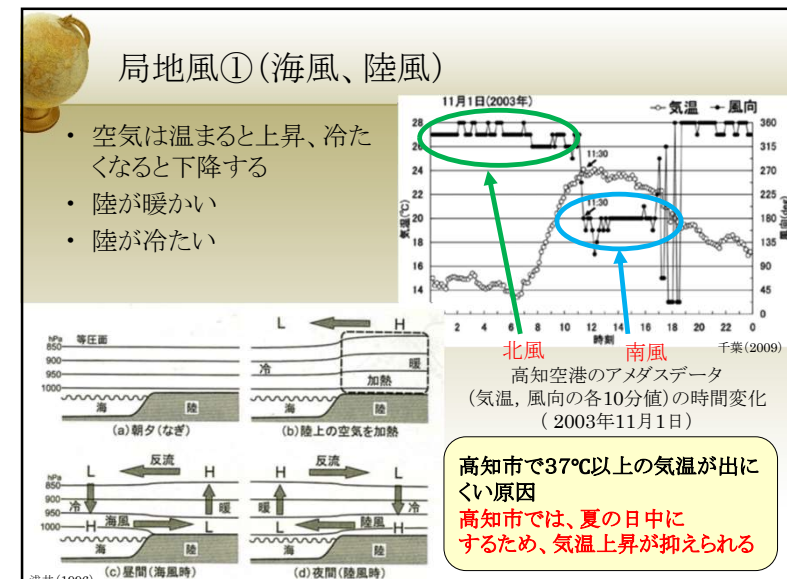 局地風①(海風、陸風)
・ 空気は温まると上昇、冷た
くなると下降する
・ 陸が暖かい
・ 陸が冷たい
11月1日(2003年)
気温 風向
28
26
24
22
20
18
16
14
気温(℃)
360
315
270
225
180
135
90
45
0
風向(deg)
11:30
11:30
2 4 6 8 10 12 14 16 18 20 22 0
時刻
北風
南風
千葉(2009)
高知空港のアメダスデータ
(気温, 風向の各10分値)の時間変化
( 2003年11月1日)
高知市で37℃以上の気温が出に
くい原因
高知市では、夏の日中に
するため、気温上昇が抑えられる
hPa 等圧面
850
900
950
1000
海 陸
(a)朝夕(なぎ)
L H
冷 暖
加熱
海 陸
(b)陸上の空気を加熱
反流
L H
hPa
850
900
950
1000
冷 暖
H 海風 L
海 陸
(c)昼間(海風時)
反流
H L
暖 冷
L 陸風 H
海 陸
(d)夜間(陸風時)